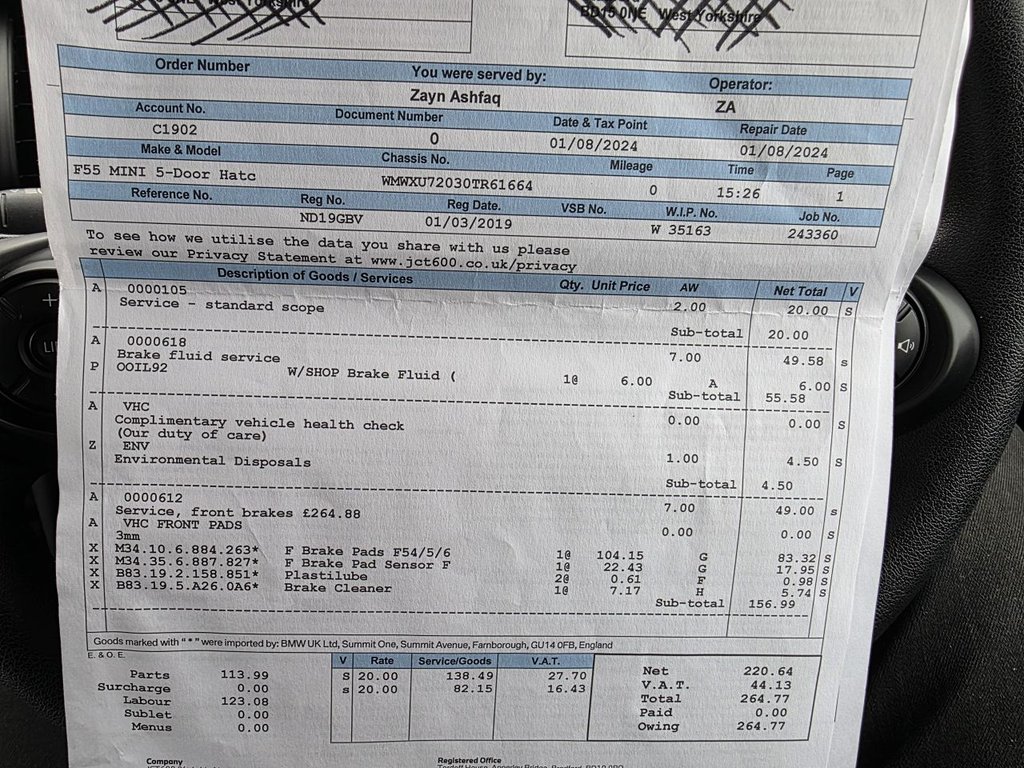 BD15 0NE West Yorkshire
Order Number You were served by: Operator:
Zayn Ashfaq ZA
Account No. Document Number Date & Tax Point Repair Date
C1902 0 01/08/2024 01/08/2024
Make & Model Chassis No. Mileage Time Page
F55 MINI 5-Door Hatc WMWXU72030TR61664 0 15:26 1
Reference No. Reg No. Reg Date. VSB No. W.I.P. No. Job No.
ND19GBV 01/03/2019 W 35163 243360
To see how we utilise the data you share with us please
review our Privacy Statement at www.jct600.co.uk/privacy
Description of Goods / Services Qty. Unit Price AW Net Total V
A 0000105
Service - standard scope 2.00 20.00 S
Sub-total 20.00
A 0000618
Brake fluid service 7.00 49.58 s
P OOIL92 W/SHOP Brake Fluid ( 1@ 6.00 A 6.00 S
Sub-total 55.58
A VHC
Complimentary vehicle health check 0.00 0.00 S
(Our duty of care)
Z ENV
Environmental Disposals 1.00 4.50 S
Sub-total 4.50
A 0000612
Service, front brakes £264.88 7.00 49.00 s
A VHC FRONT PADS 0.00 0.00 S
3mm
X M34.10.6.884.263* F Brake Pads F54/5/6 1@ 104.15 G 83.32 S
X M34.35.6.887.827* F Brake Pad Sensor F 1@ 22.43 G 17.95 S
X B83.19.2.158.851* Plastilube 2@ 0.61 F 0.98 S
X B83.19.5.A26.0A6* Brake Cleaner 1@ 7.17 H 5.74 S
Sub-total 156.99
Goods marked with "*" were imported by: BMW UK Ltd, Summit One, Summit Avenue, Farnborough, GU14 0FB, England
E. & O. E.
V Rate Service/Goods V.A.T.
Parts 113.99 S 20.00 138.49 27.70 Net 220.64
Surcharge 0.00 s 20.00 82.15 16.43 V.A.T. 44.13
Labour 123.08 Total 264.77
Sublet 0.00 Paid 0.00
Menus 0.00 Owing 264.77
Company Registered Office